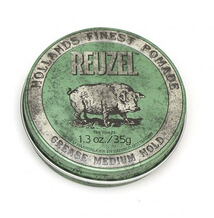 HOLLANDS FINEST POMADE
REUZEL
1.3 oz./35g
GREASE MEDIUM HOLD